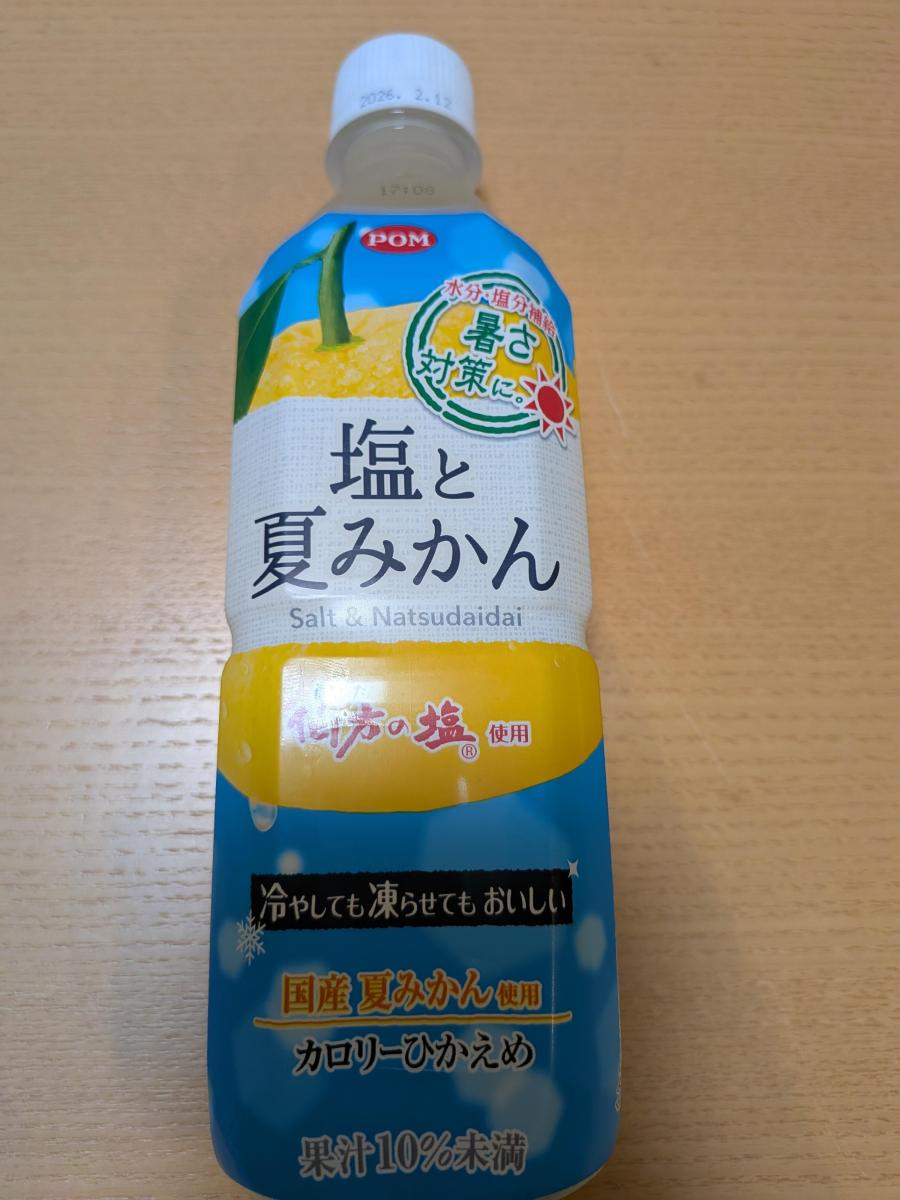 2026. 2.12
17:08
POM
水分・塩分補給
暑さ
対策に。
塩と
夏みかん
Salt & Natsudaidai
伯方の塩® 使用
冷やしても凍らせても おいしい
国産 夏みかん 使用
カロリーひかえめ
果汁10%未満